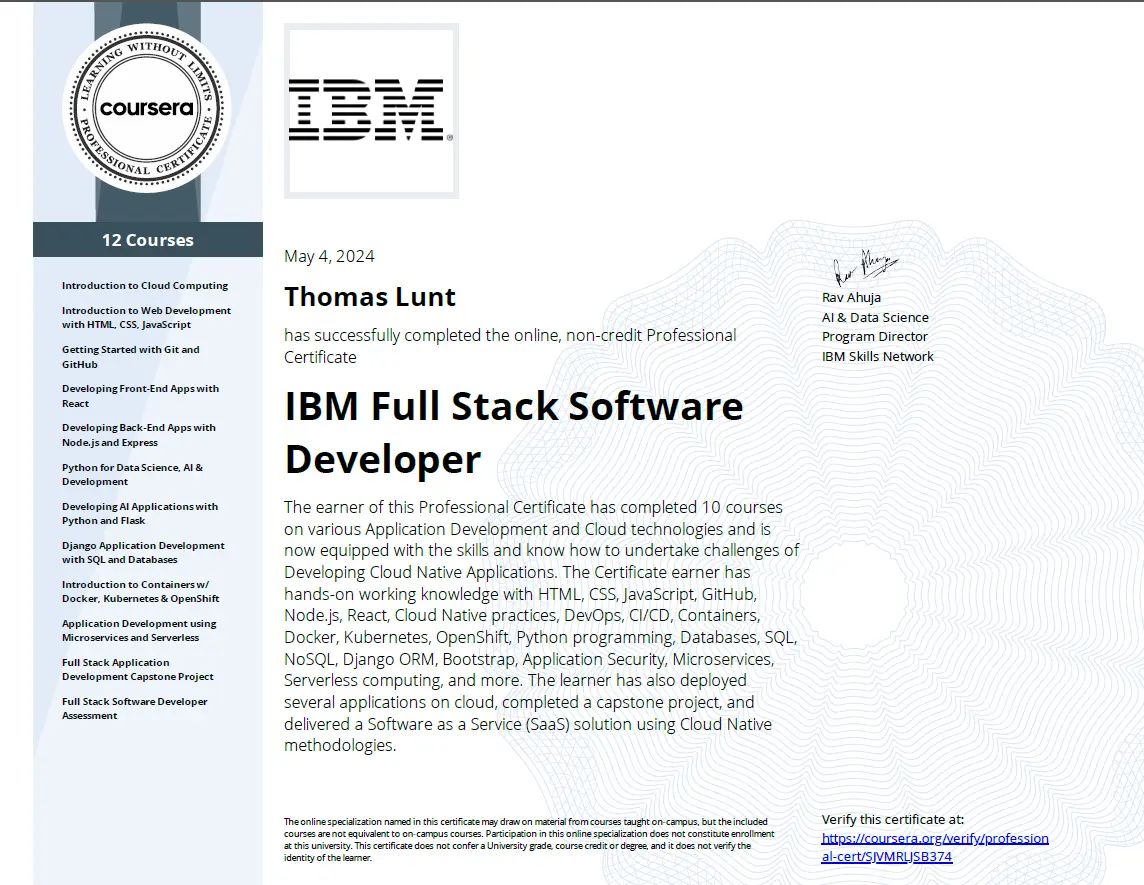 LEARNING WITHOUT LIMITS
coursera
PROFESSIONAL CERTIFICATE
IBM®
12 Courses
Introduction to Cloud Computing
Introduction to Web Development
with HTML, CSS, JavaScript
Getting Started with Git and
GitHub
Developing Front-End Apps with
React
Developing Back-End Apps with
Node.js and Express
Python for Data Science, AI &
Development
Developing AI Applications with
Python and Flask
Django Application Development
with SQL and Databases
Introduction to Containers w/
Docker, Kubernetes & OpenShift
Application Development using
Microservices and Serverless
Full Stack Application
Development Capstone Project
Full Stack Software Developer
Assessment
May 4, 2024
Thomas Lunt
has successfully completed the online, non-credit Professional
Certificate
IBM Full Stack Software
Developer
The earner of this Professional Certificate has completed 10 courses
on various Application Development and Cloud technologies and is
now equipped with the skills and know how to undertake challenges of
Developing Cloud Native Applications. The Certificate earner has
hands-on working knowledge with HTML, CSS, JavaScript, GitHub,
Node.js, React, Cloud Native practices, DevOps, CI/CD, Containers,
Docker, Kubernetes, OpenShift, Python programming, Databases, SQL,
NoSQL, Django ORM, Bootstrap, Application Security, Microservices,
Serverless computing, and more. The learner has also deployed
several applications on cloud, completed a capstone project, and
delivered a Software as a Service (SaaS) solution using Cloud Native
methodologies.
Rav Ahuja
Rav Ahuja
AI & Data Science
Program Director
IBM Skills Network
The online specialization named in this certificate may draw on material from courses taught on-campus, but the included
courses are not equivalent to on-campus courses. Participation in this online specialization does not constitute enrollment
at this university. This certificate does not confer a University grade, course credit or degree, and it does not verify the
identity of the learner.
Verify this certificate at:
https://coursera.org/verify/profession
al-cert/SJVMRLJSB374